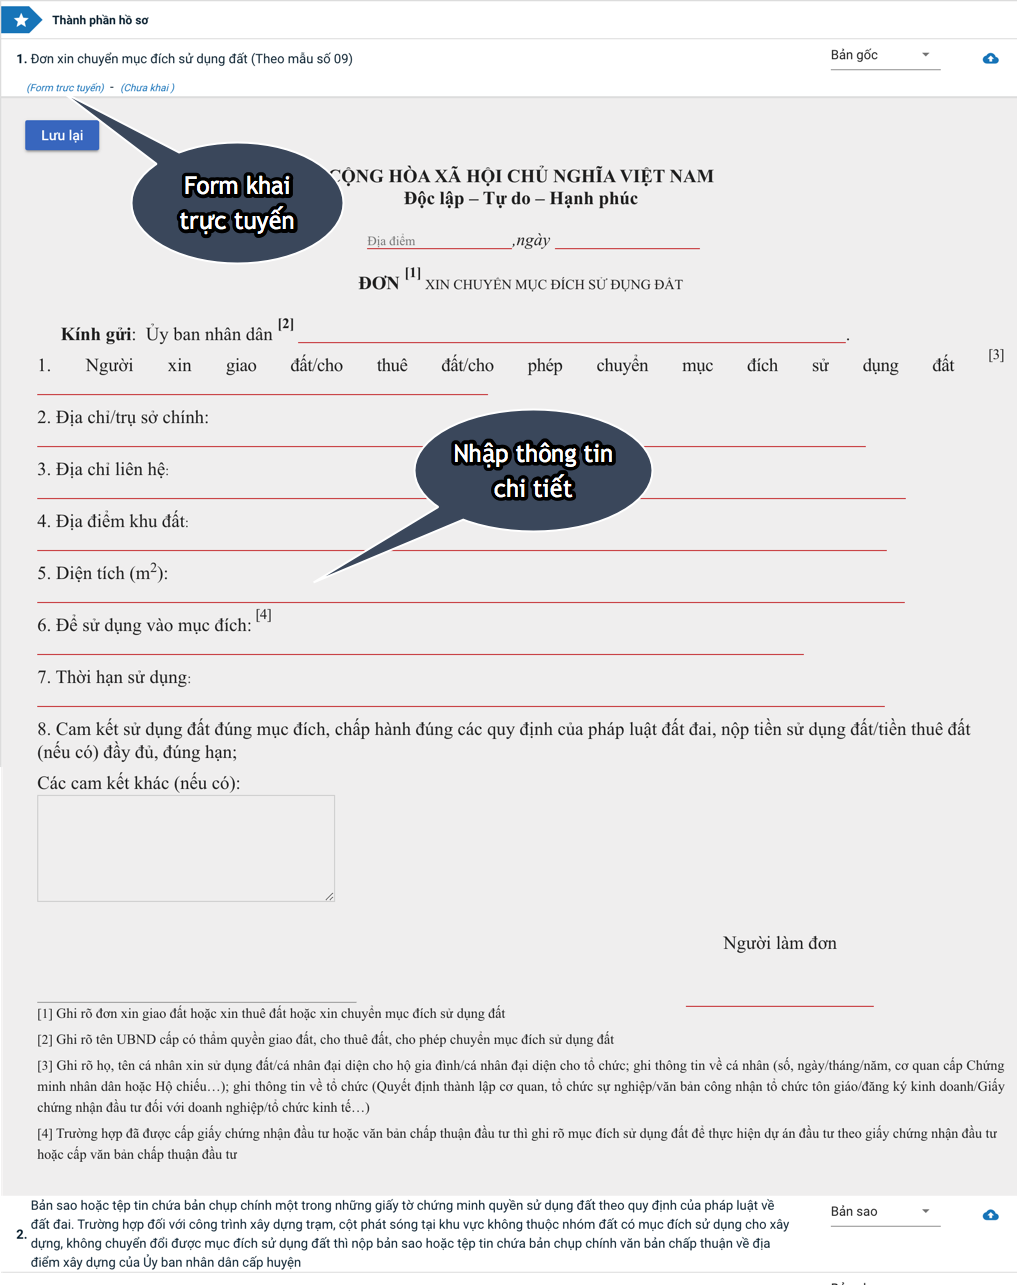 Thành phần hồ sơ
1. Đơn xin chuyển mục đích sử dụng đất (Theo mẫu số 09)
Bản gốc
(Form trực tuyến) - (Chưa khai )
Lưu lại
Form khai
trực tuyến
CỘNG HÒA XÃ HỘI CHỦ NGHĨA VIỆT NAM
Độc lập – Tự do – Hạnh phúc
Địa điểm ,ngày
ĐƠN [1] XIN CHUYỂN MỤC ĐÍCH SỬ DỤNG ĐẤT
Kính gửi: Ủy ban nhân dân [2] .
1. Người xin giao đất/cho thuê đất/cho phép chuyển mục đích sử dụng đất [3]
2. Địa chỉ/trụ sở chính:
Nhập thông tin
chi tiết
3. Địa chỉ liên hệ:
4. Địa điểm khu đất:
5. Diện tích (m2):
6. Để sử dụng vào mục đích: [4]
7. Thời hạn sử dụng:
8. Cam kết sử dụng đất đúng mục đích, chấp hành đúng các quy định của pháp luật đất đai, nộp tiền sử dụng đất/tiền thuê đất
(nếu có) đầy đủ, đúng hạn;
Các cam kết khác (nếu có):
Người làm đơn
[1] Ghi rõ đơn xin giao đất hoặc xin thuê đất hoặc xin chuyển mục đích sử dụng đất
[2] Ghi rõ tên UBND cấp có thẩm quyền giao đất, cho thuê đất, cho phép chuyển mục đích sử dụng đất
[3] Ghi rõ họ, tên cá nhân xin sử dụng đất/cá nhân đại diện cho hộ gia đình/cá nhân đại diện cho tổ chức; ghi thông tin về cá nhân (số, ngày/tháng/năm, cơ quan cấp Chứng
minh nhân dân hoặc Hộ chiếu…); ghi thông tin về tổ chức (Quyết định thành lập cơ quan, tổ chức sự nghiệp/văn bản công nhận tổ chức tôn giáo/đăng ký kinh doanh/Giấy
chứng nhận đầu tư đối với doanh nghiệp/tổ chức kinh tế…)
[4] Trường hợp đã được cấp giấy chứng nhận đầu tư hoặc văn bản chấp thuận đầu tư thì ghi rõ mục đích sử dụng đất để thực hiện dự án đầu tư theo giấy chứng nhận đầu tư
hoặc cấp văn bản chấp thuận đầu tư
Bản sao hoặc tệp tin chứa bản chụp chính một trong những giấy tờ chứng minh quyền sử dụng đất theo quy định của pháp luật về
Bản sao
2. đất đai. Trường hợp đối với công trình xây dựng trạm, cột phát sóng tại khu vực không thuộc nhóm đất có mục đích sử dụng cho xây
dựng, không chuyển đổi được mục đích sử dụng đất thì nộp bản sao hoặc tệp tin chứa bản chụp chính văn bản chấp thuận về địa
điểm xây dựng của Ủy ban nhân dân cấp huyện